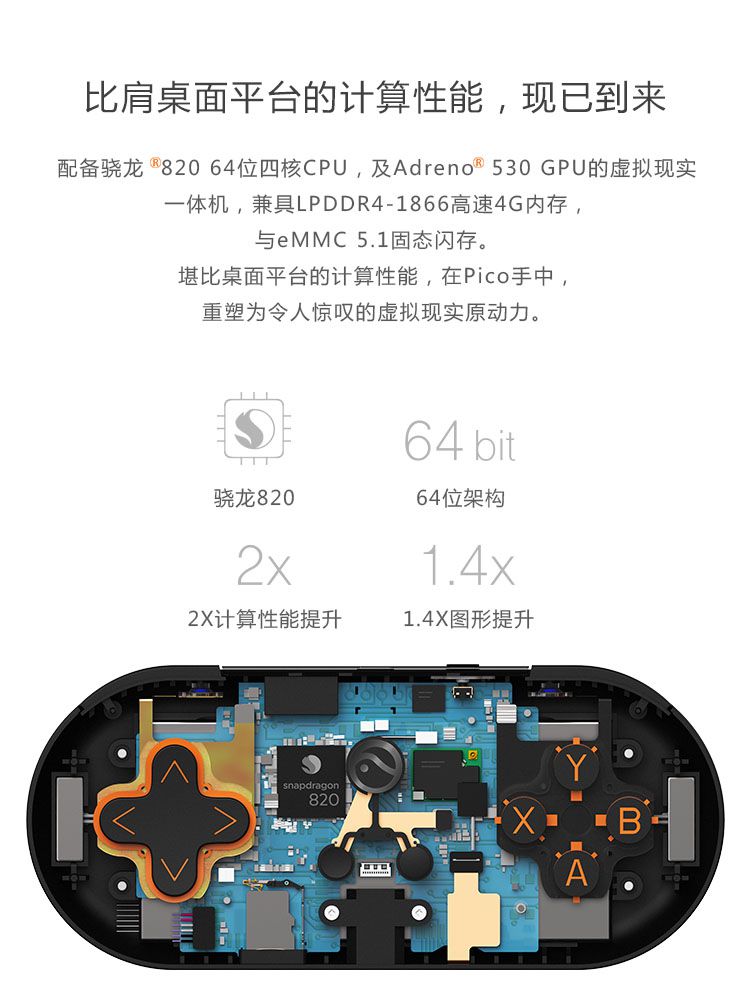 比肩桌面平台的计算性能，现已到来
配备骁龙®820 64位四核CPU，及Adreno® 530 GPU的虚拟现实
一体机，兼具LPDDR4-1866高速4G内存，
与eMMC 5.1固态闪存。
堪比桌面平台的计算性能，在Pico手中，
重塑为令人惊叹的虚拟现实原动力。
64 bit
骁龙820
64位架构
2x
1.4x
2X计算性能提升
1.4X图形提升
snapdragon
820
Y
X
B
A